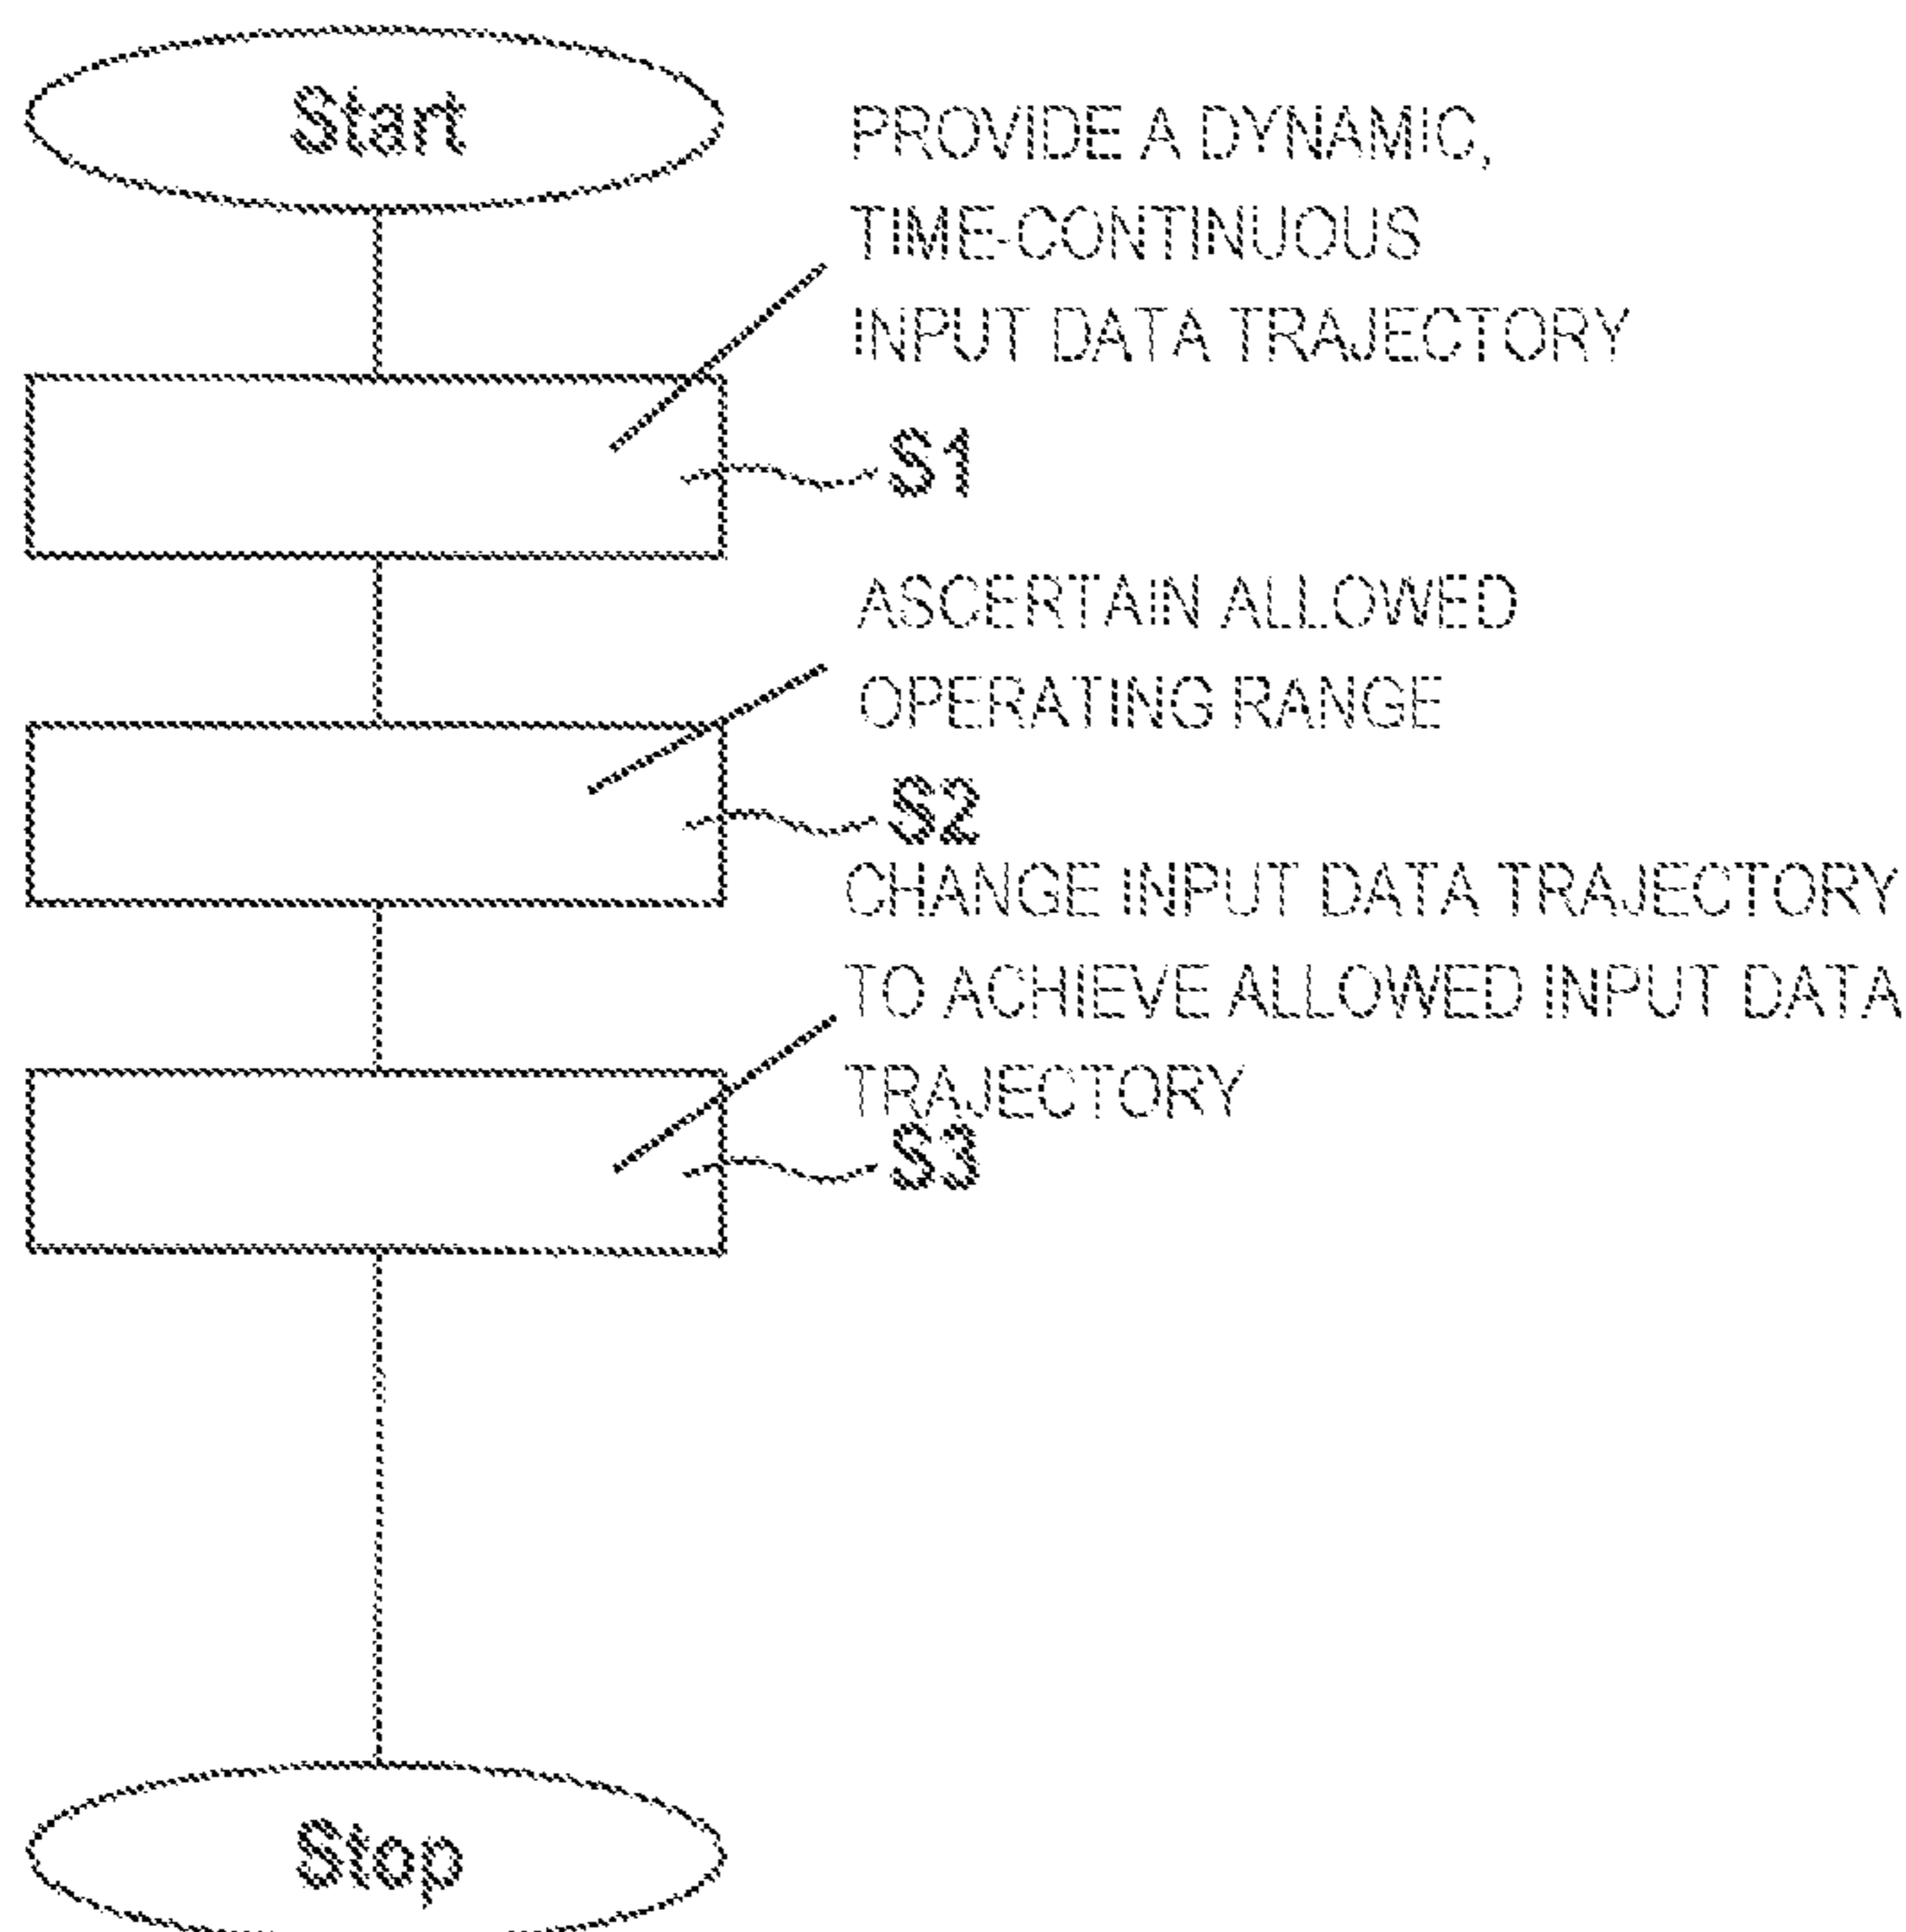 Start
PROVIDE A DYNAMIC,
TIME-CONTINUOUS
INPUT DATA TRAJECTORY
S1
ASCERTAIN ALLOWED
OPERATING RANGE
S2
CHANGE INPUT DATA TRAJECTORY
TO ACHIEVE ALLOWED INPUT DATA
TRAJECTORY
S3
Stop